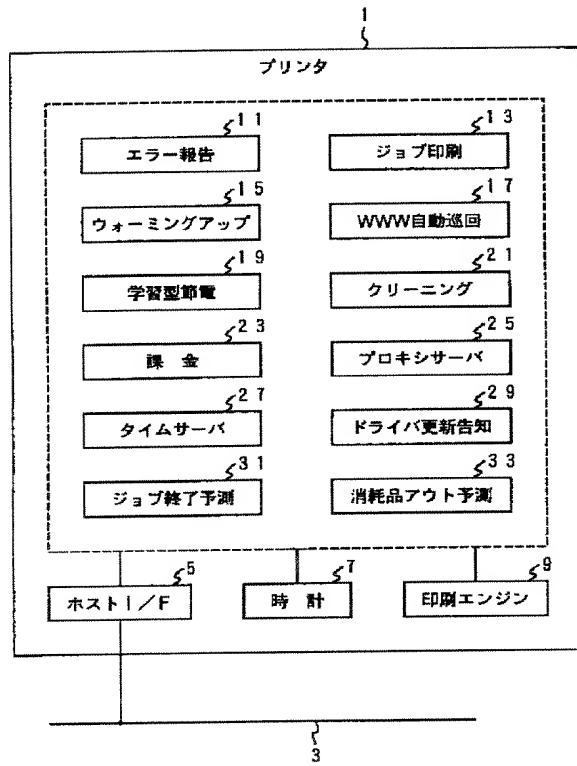 1
プリンタ
11
エラー報告
13
ジョブ印刷
15
ウォーミングアップ
17
WWW自動巡回
19
学習型節電
21
クリーニング
23
課 金
25
プロキシサーバ
27
タイムサーバ
29
ドライバ更新告知
31
ジョブ終了予測
33
消耗品アウト予測
5
ホストI/F
7
時 計
9
印刷エンジン
3